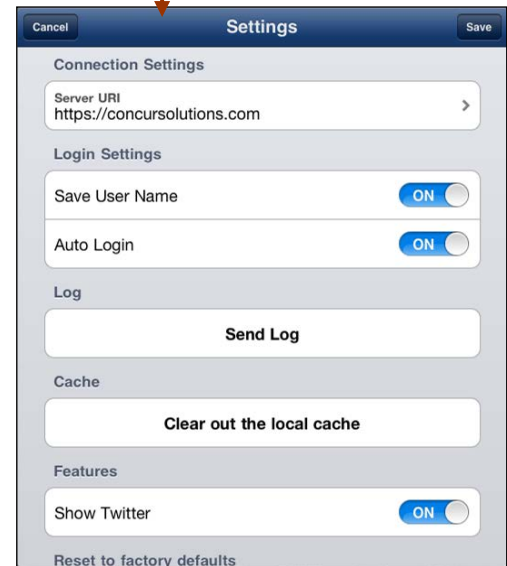 Cancel Settings Save
Connection Settings
Server URI
https://concursolutions.com
Login Settings
Save User Name ON
Auto Login ON
Log
Send Log
Cache
Clear out the local cache
Features
Show Twitter ON
Reset to factory defaults